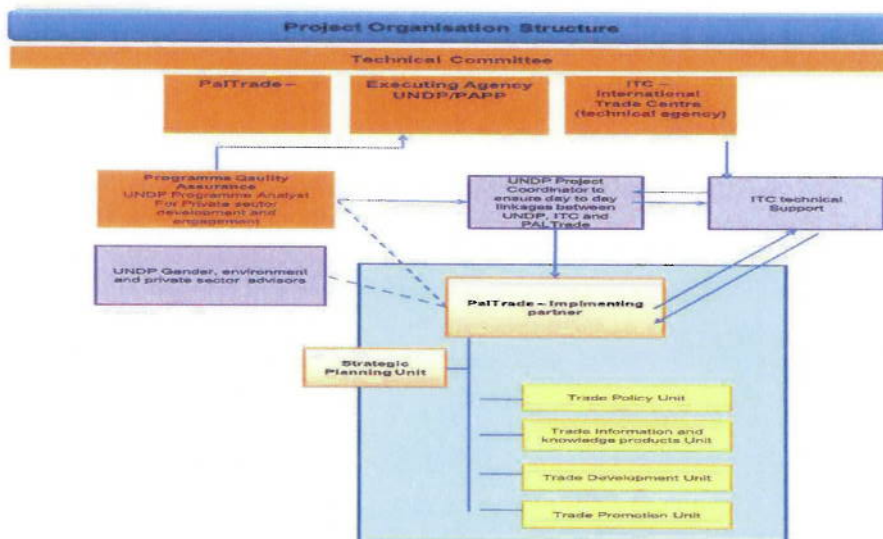 Project Organisation Structure
Technical Committee
PalTrade –
Executing Agency
UNDP/PAPP
ITC –
International
Trade Centre
(technical agency)
Programme Qaulity
Assurance
UNDP Programme Analyst
For Private sector
development and
engagement
UNDP Project
Coordinator to
ensure day to day
linkages between
UNDP, ITC and
PALTrade
ITC technical
Support
UNDP Gender, environment
and private sector advisors
PalTrade – Implmenting
partner
Strategic
Planning Unit
Trade Policy Unit
Trade Information and
knowledge products Unit
Trade Development Unit
Trade Promotion Unit